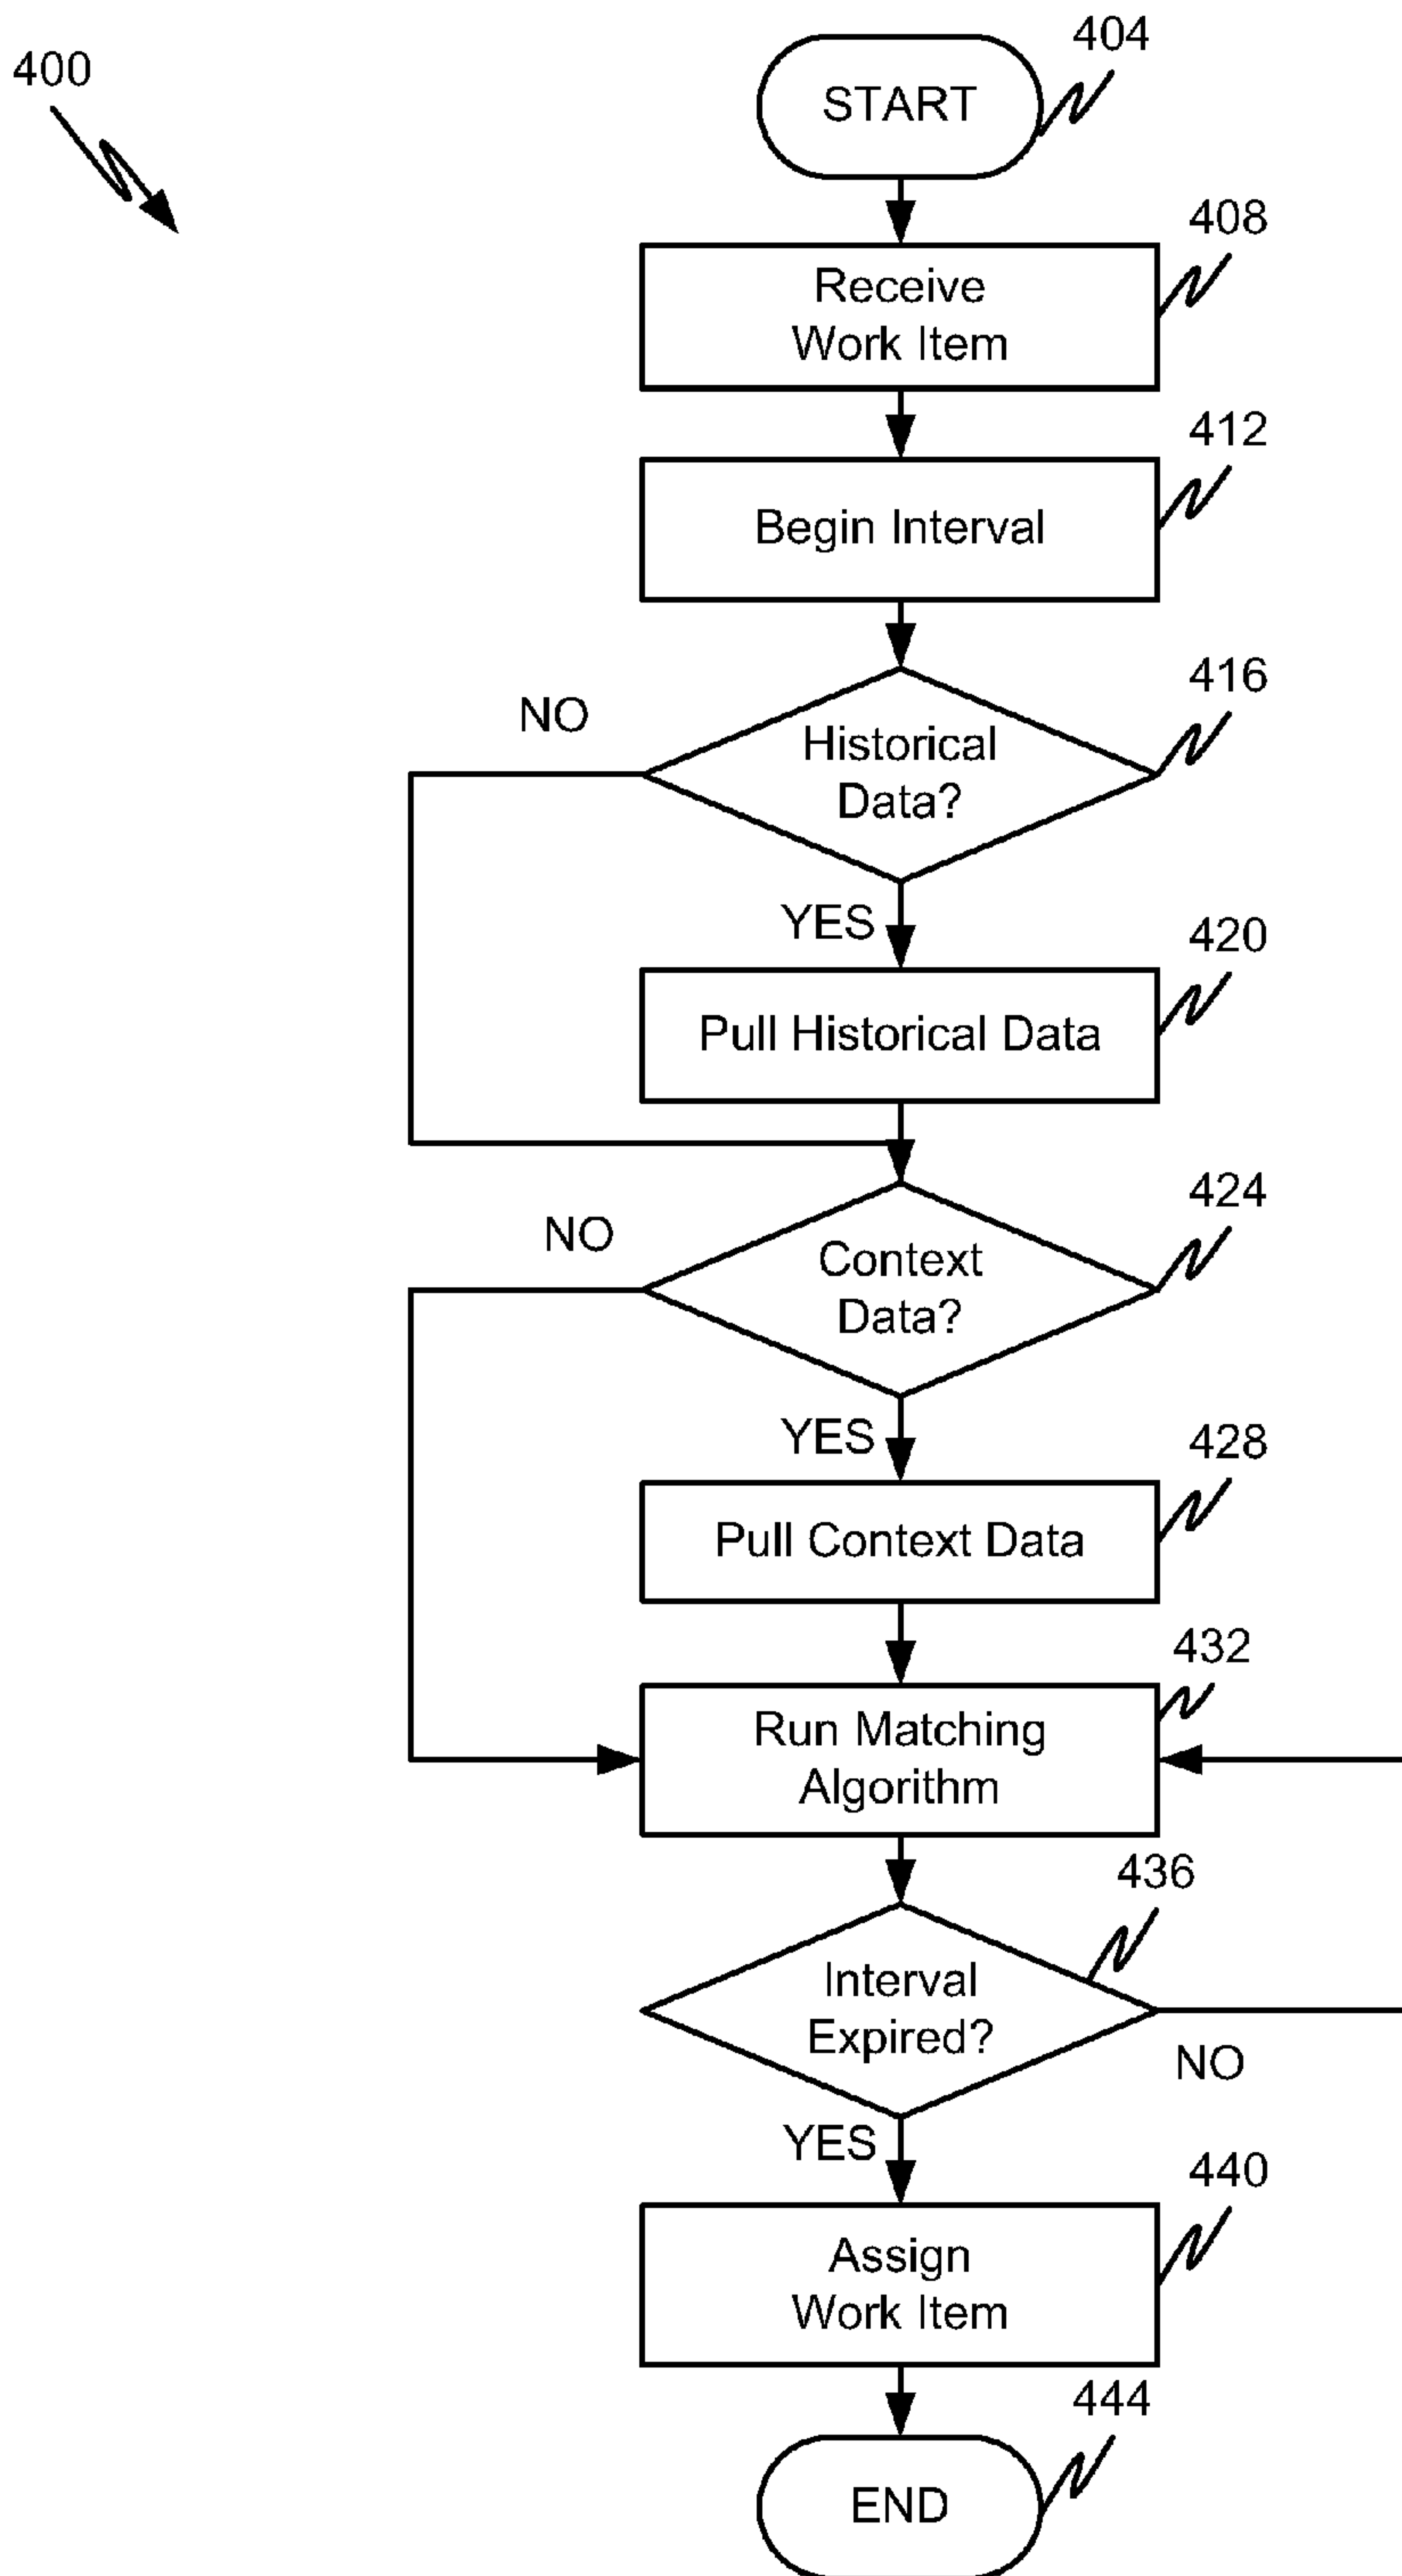 400
404
START
408
Receive
Work Item
412
Begin Interval
416
NO
Historical
Data?
YES
420
Pull Historical Data
424
NO
Context
Data?
YES
428
Pull Context Data
432
Run Matching
Algorithm
436
Interval
Expired?
NO
YES
440
Assign
Work Item
444
END